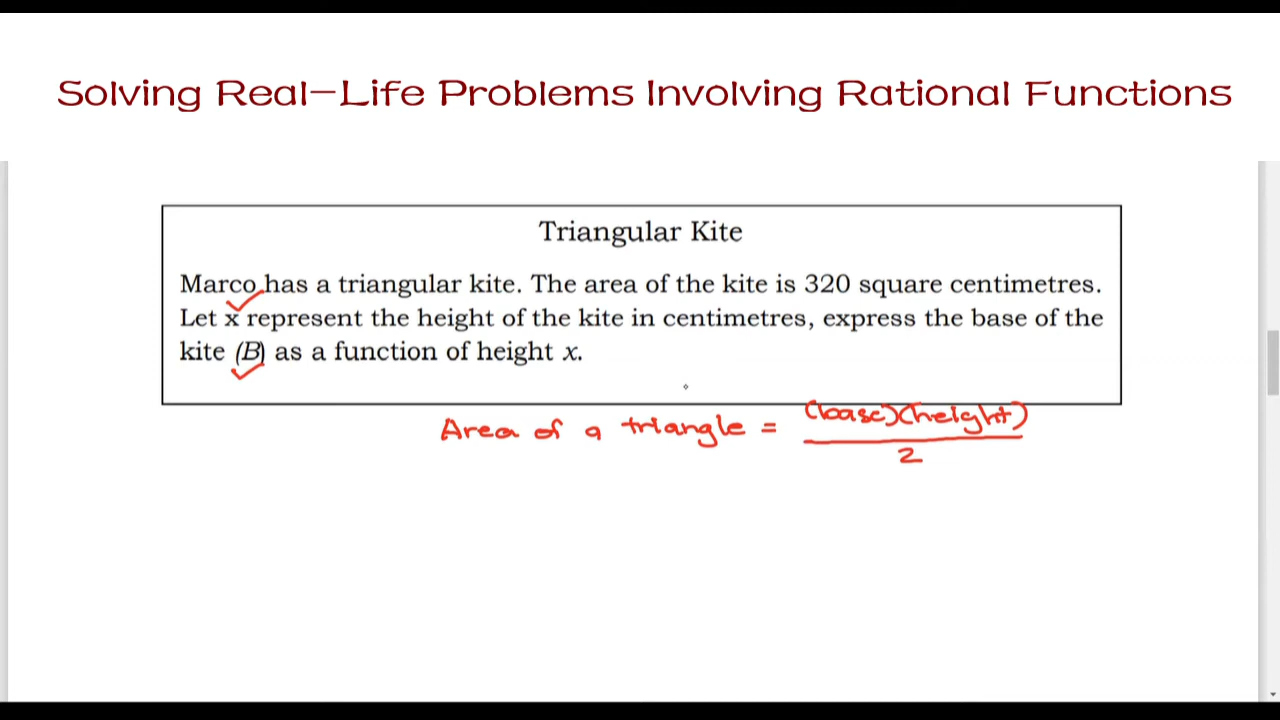 Solving Real-Life Problems Involving Rational Functions
Triangular Kite
Marco has a triangular kite. The area of the kite is 320 square centimetres.
Let x represent the height of the kite in centimetres, express the base of the
kite (B) as a function of height x.
Area of a triangle = (base)(height)
2